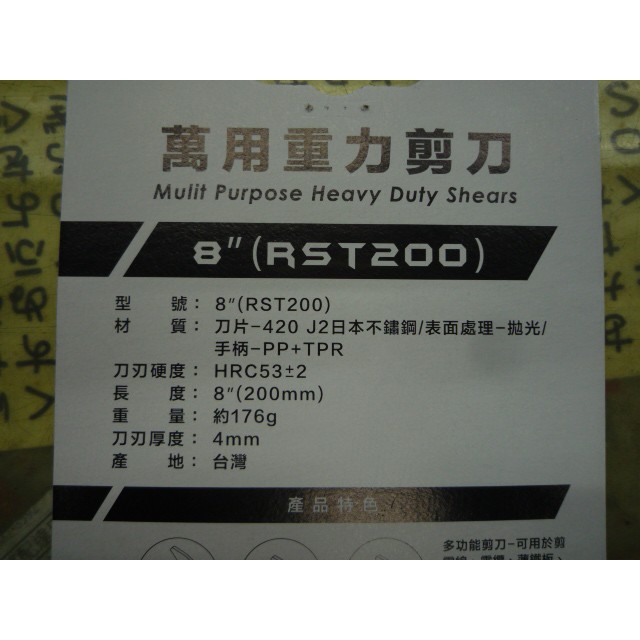 萬用重力剪刀
Mulit Purpose Heavy Duty Shears
8"(RST200)
型 號： 8"(RST200)
材 質： 刀片-420 J2日本不鏽鋼/表面處理-拋光/
手柄-PP+TPR
刀刃硬度： HRC53±2
長 度： 8"(200mm)
重 量： 約176g
刀刃厚度： 4mm
產 地： 台灣
產品特色
多功能剪刀-可用於剪